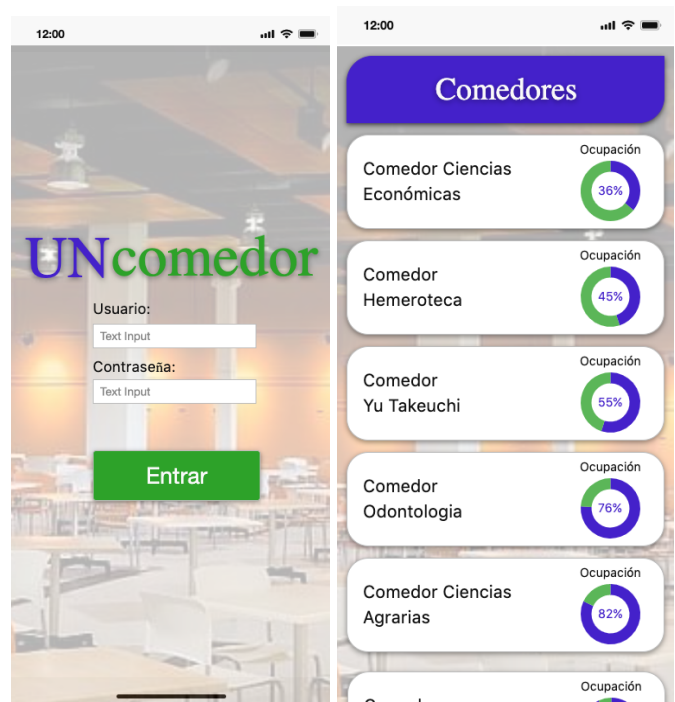 12:00
UNcomedor
Usuario:
Text Input
Contraseña:
Text Input
Entrar
12:00
Comedores
Ocupación
Comedor Ciencias
Económicas
36%
Ocupación
Comedor
Hemeroteca
45%
Ocupación
Comedor
Yu Takeuchi
55%
Ocupación
Comedor
Odontologia
76%
Ocupación
Comedor Ciencias
Agrarias
82%
Ocupación